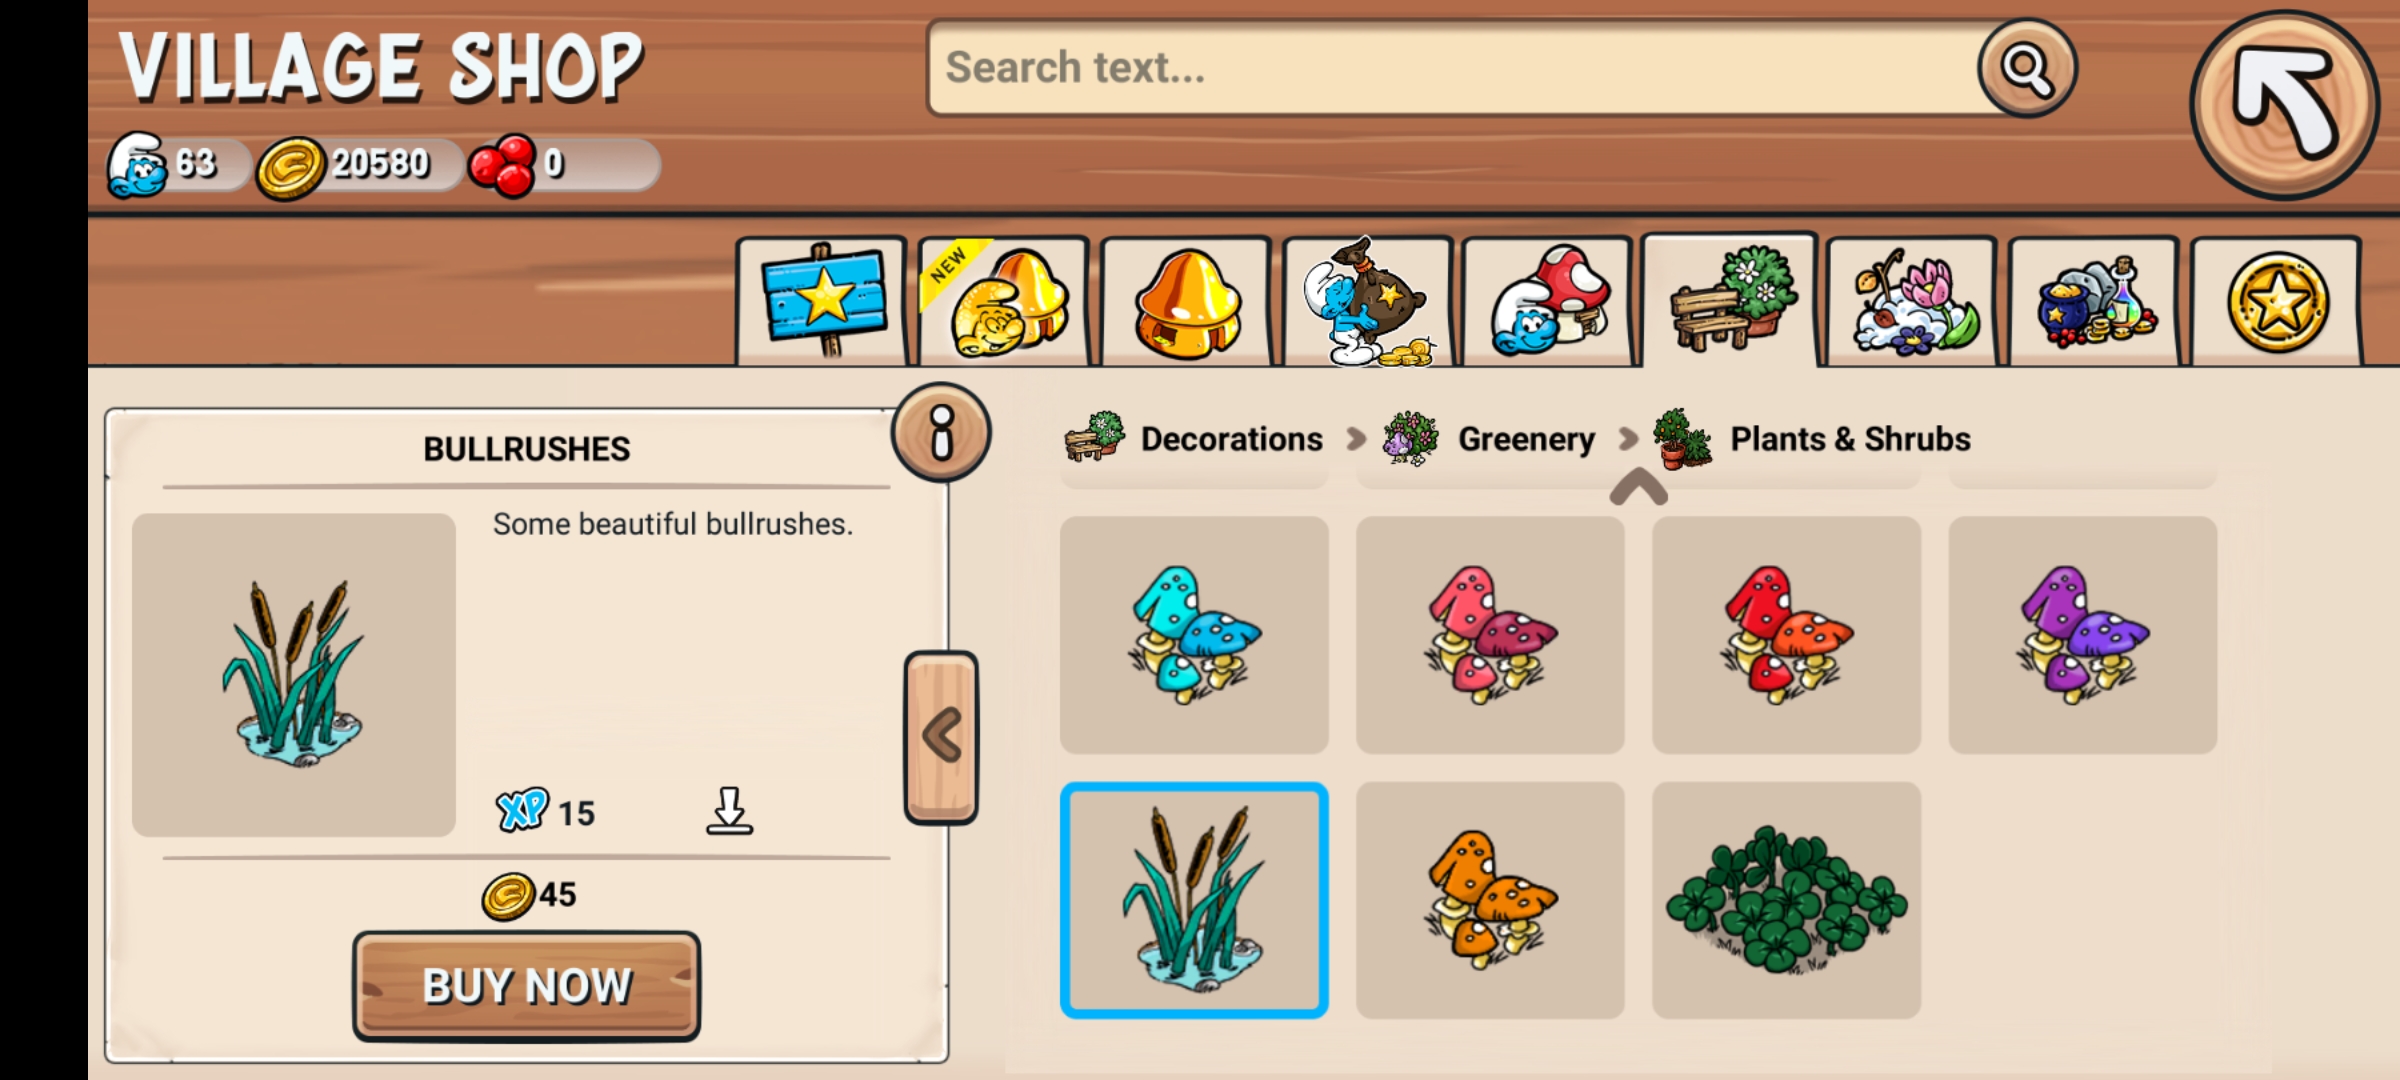 VILLAGE SHOP
Search text...
63
20580
0
NEW
BULLRUSHES
Decorations > Greenery > Plants & Shrubs
Some beautiful bullrushes.
XP 15
45
BUY NOW